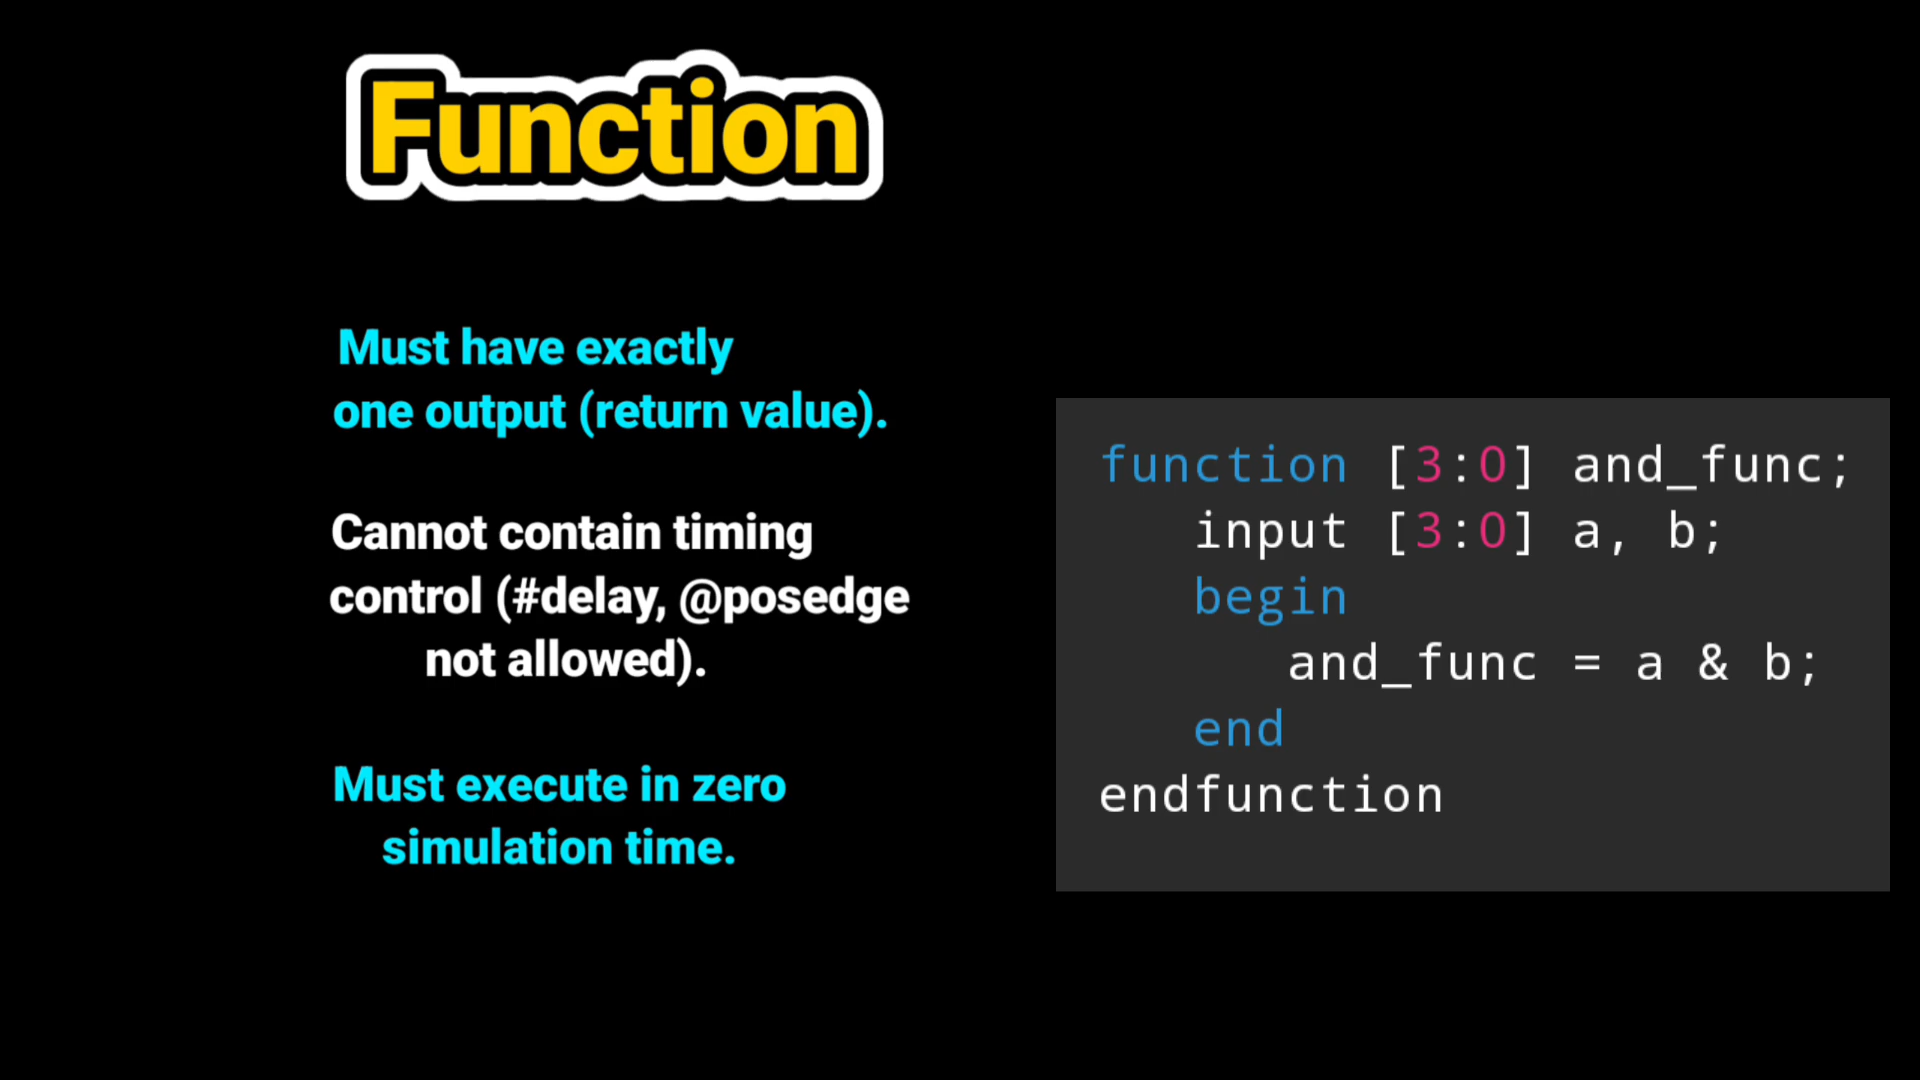 Function
Must have exactly
one output (return value).
Cannot contain timing
control (#delay, @posedge
not allowed).
Must execute in zero
simulation time.
function [3:0] and_func;
input [3:0] a, b;
begin
and_func = a & b;
end
endfunction